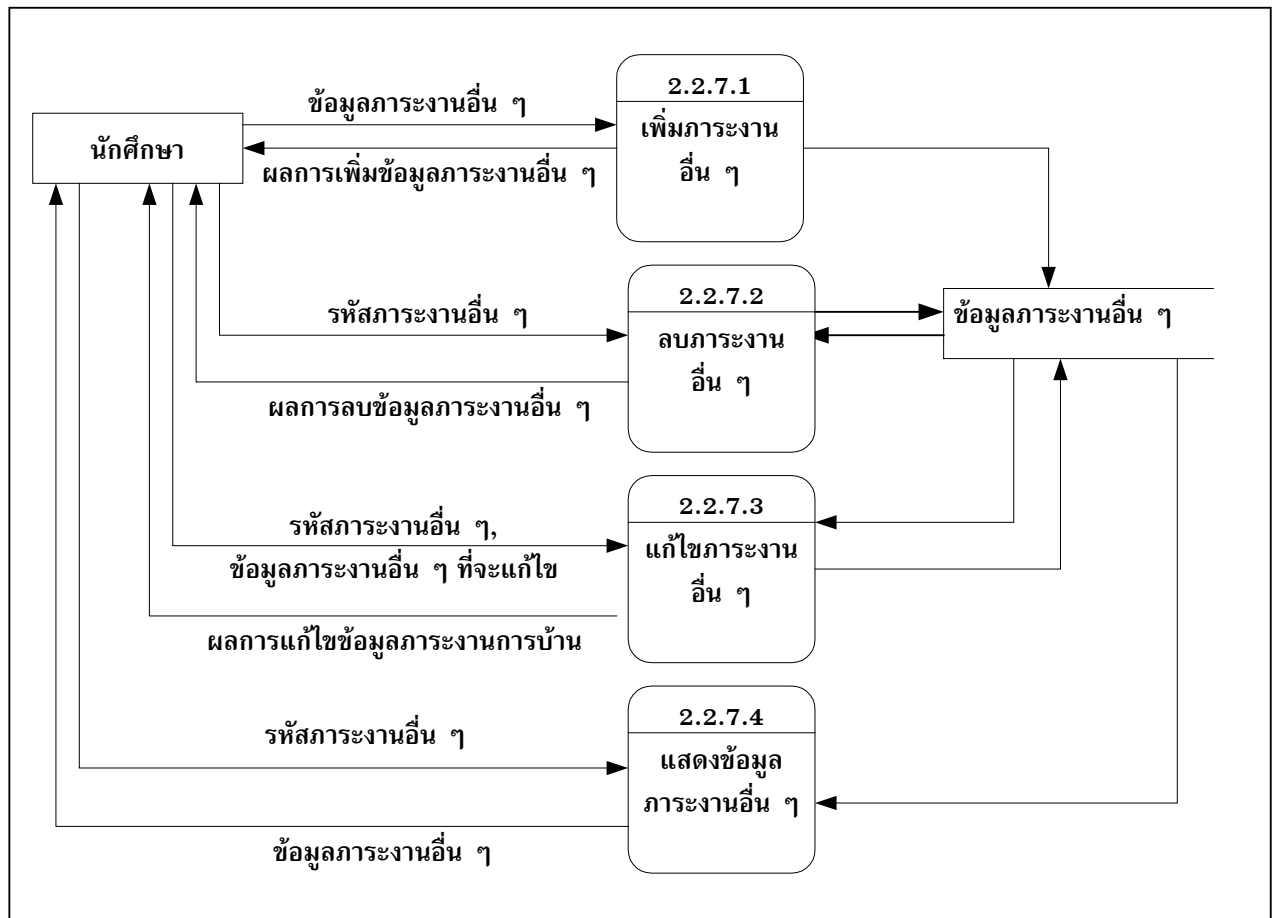 2.2.7.1
ข้อมูลภาระงานอื่น ๆ
เพิ่มภาระงาน
อื่น ๆ
นักศึกษา
ผลการเพิ่มข้อมูลภาระงานอื่น ๆ
2.2.7.2
รหัสภาระงานอื่น ๆ
ข้อมูลภาระงานอื่น ๆ
ลบภาระงาน
อื่น ๆ
ผลการลบข้อมูลภาระงานอื่น ๆ
2.2.7.3
รหัสภาระงานอื่น ๆ,
ข้อมูลภาระงานอื่น ๆ ที่จะแก้ไข
แก้ไขภาระงาน
อื่น ๆ
ผลการแก้ไขข้อมูลภาระงานการบ้าน
2.2.7.4
รหัสภาระงานอื่น ๆ
แสดงข้อมูล
ภาระงานอื่น ๆ
ข้อมูลภาระงานอื่น ๆ